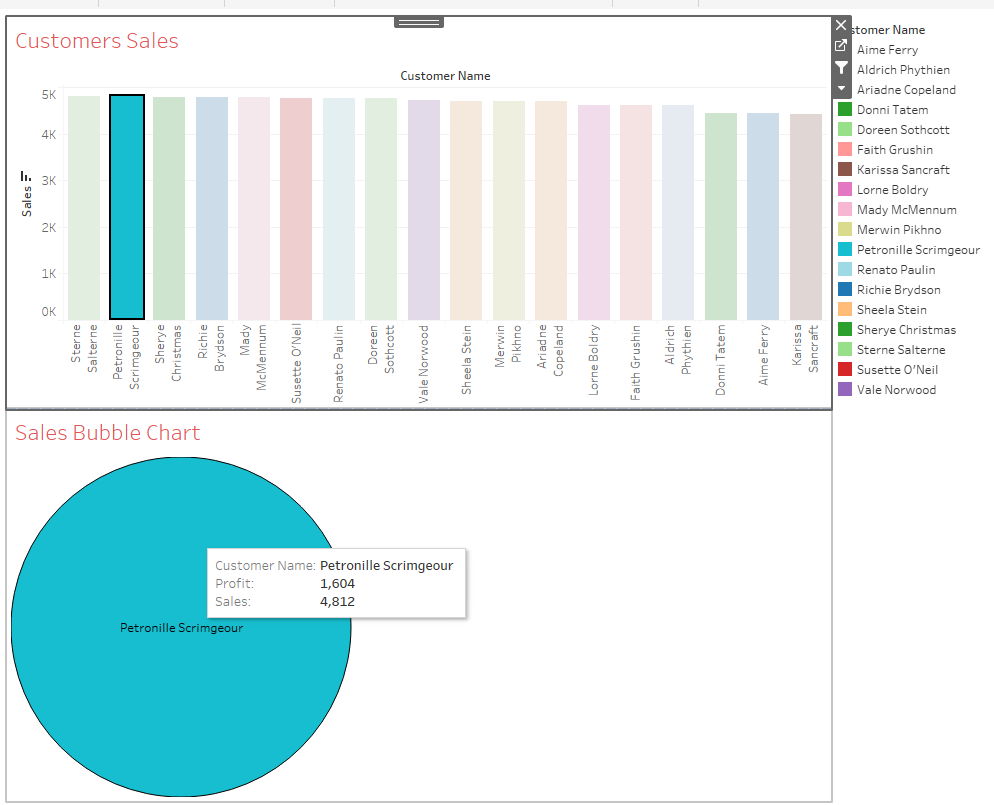 Customers Sales
Customer Name
5K
4K
3K
2K
1K
0K
Sales
Sterne
Salterne
Petronille
Scrimgeour
Sherye
Christmas
Richie
Brydson
Mady
McMennum
Susette O'Neil
Renato Paulin
Doreen
Sothcott
Vale Norwood
Sheela Stein
Merwin
Pikhno
Ariadne
Copeland
Lorne Boldry
Faith Grushin
Aldrich
Phythien
Donni Tatem
Aime Ferry
Karissa
Sancraft
stomer Name
Aime Ferry
Aldrich Phythien
Ariadne Copeland
Donni Tatem
Doreen Sothcott
Faith Grushin
Karissa Sancraft
Lorne Boldry
Mady McMennum
Merwin Pikhno
Petronille Scrimgeour
Renato Paulin
Richie Brydson
Sheela Stein
Sherye Christmas
Sterne Salterne
Susette O'Neil
Vale Norwood
Sales Bubble Chart
Customer Name: Petronille Scrimgeour
Profit: 1,604
Sales: 4,812
Petronille Scrimgeour